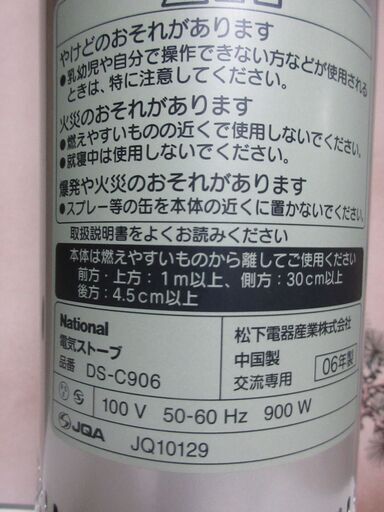 やけどのおそれがあります
●乳幼児や自分で操作できない方などが使用される
ときは、特に注意してください。
火災のおそれがあります
●燃えやすいものの近くで使用しないでください。
●就寝中は使用しないでください。
爆発や火災のおそれがあります
●スプレー等の缶を本体の近くに置かないでください。
取扱説明書をよくお読みください
本体は燃えやすいものから離してご使用ください
前方・上方：1m以上、側方：30cm以上
後方：4.5cm以上
National
電気ストーブ
品番 DS-C906
松下電器産業株式会社
中国製
交流専用
06年製
100 V 50-60 Hz 900 W
JQA JQ10129